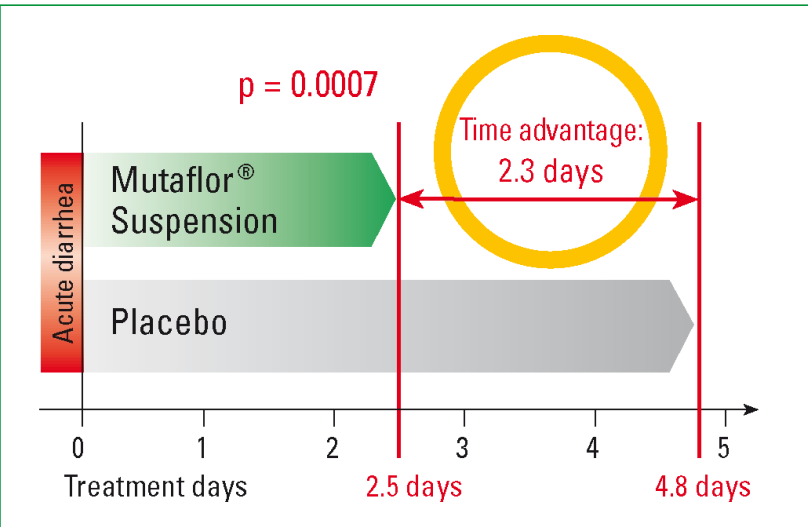 p = 0.0007
Time advantage:
2.3 days
Acute diarrhea
Mutaflor®
Suspension
Placebo
0 1 2 3 4 5
Treatment days 2.5 days 4.8 days